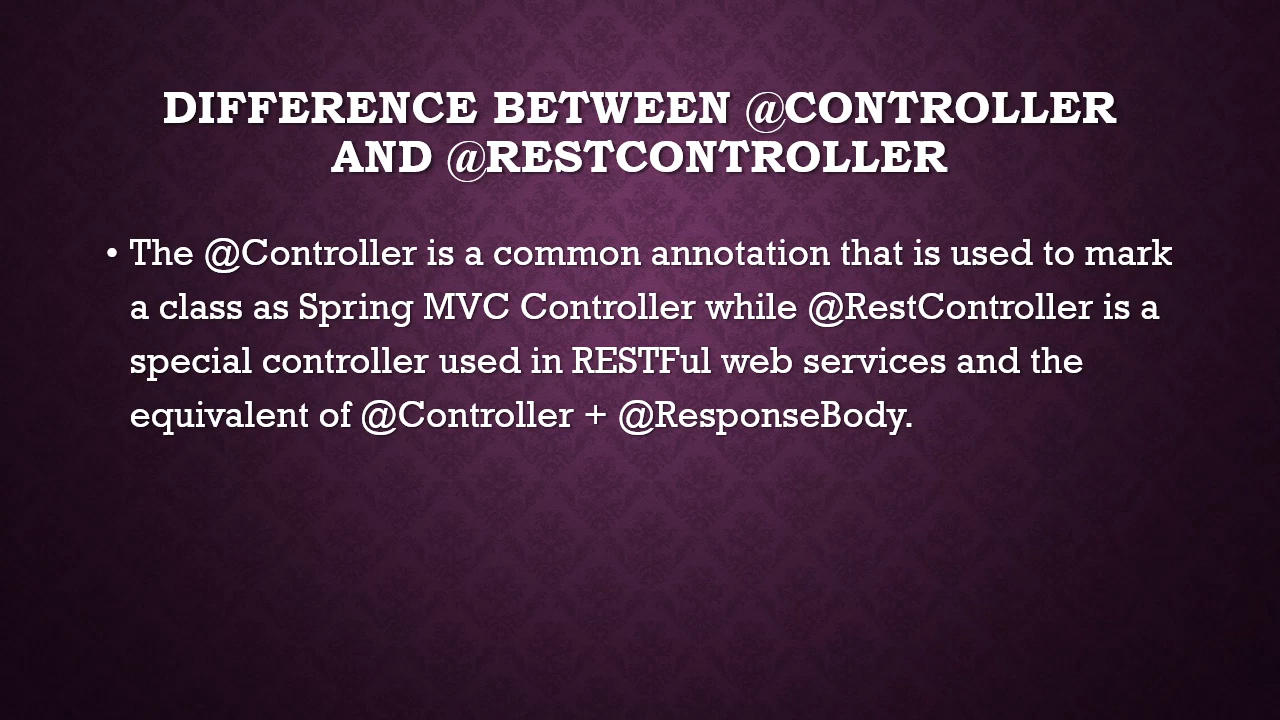 DIFFERENCE BETWEEN @CONTROLLER
AND @RESTCONTROLLER
• The @Controller is a common annotation that is used to mark
a class as Spring MVC Controller while @RestController is a
special controller used in RESTFul web services and the
equivalent of @Controller + @ResponseBody.